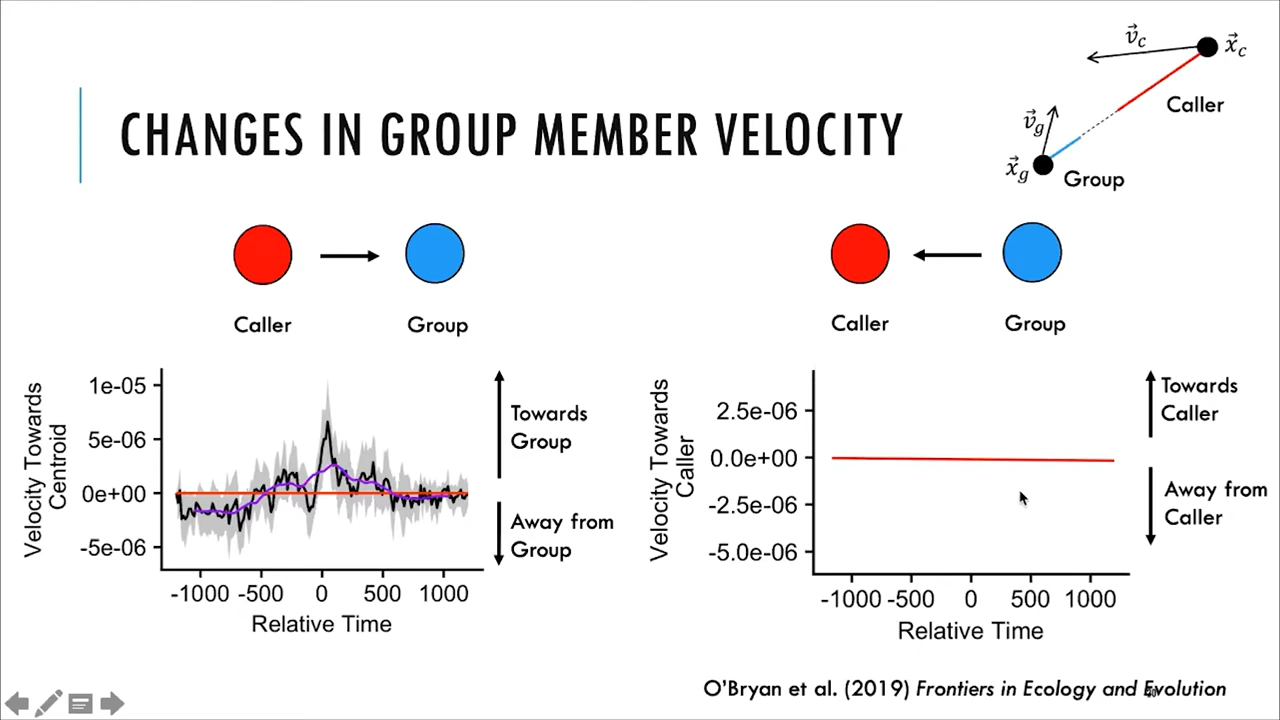 CHANGES IN GROUP MEMBER VELOCITY
v⃗c
x⃗c
Caller
v⃗g
x⃗g
Group
Caller
Group
Caller
Group
Velocity Towards
Centroid
1e-05
5e-06
0e+00
-5e-06
-1000 -500 0 500 1000
Relative Time
Towards
Group
Away from
Group
Velocity Towards
Caller
2.5e-06
0.0e+00
-2.5e-06
-5.0e-06
-1000 -500 0 500 1000
Relative Time
Towards
Caller
Away from
Caller
O'Bryan et al. (2019) Frontiers in Ecology and Evolution